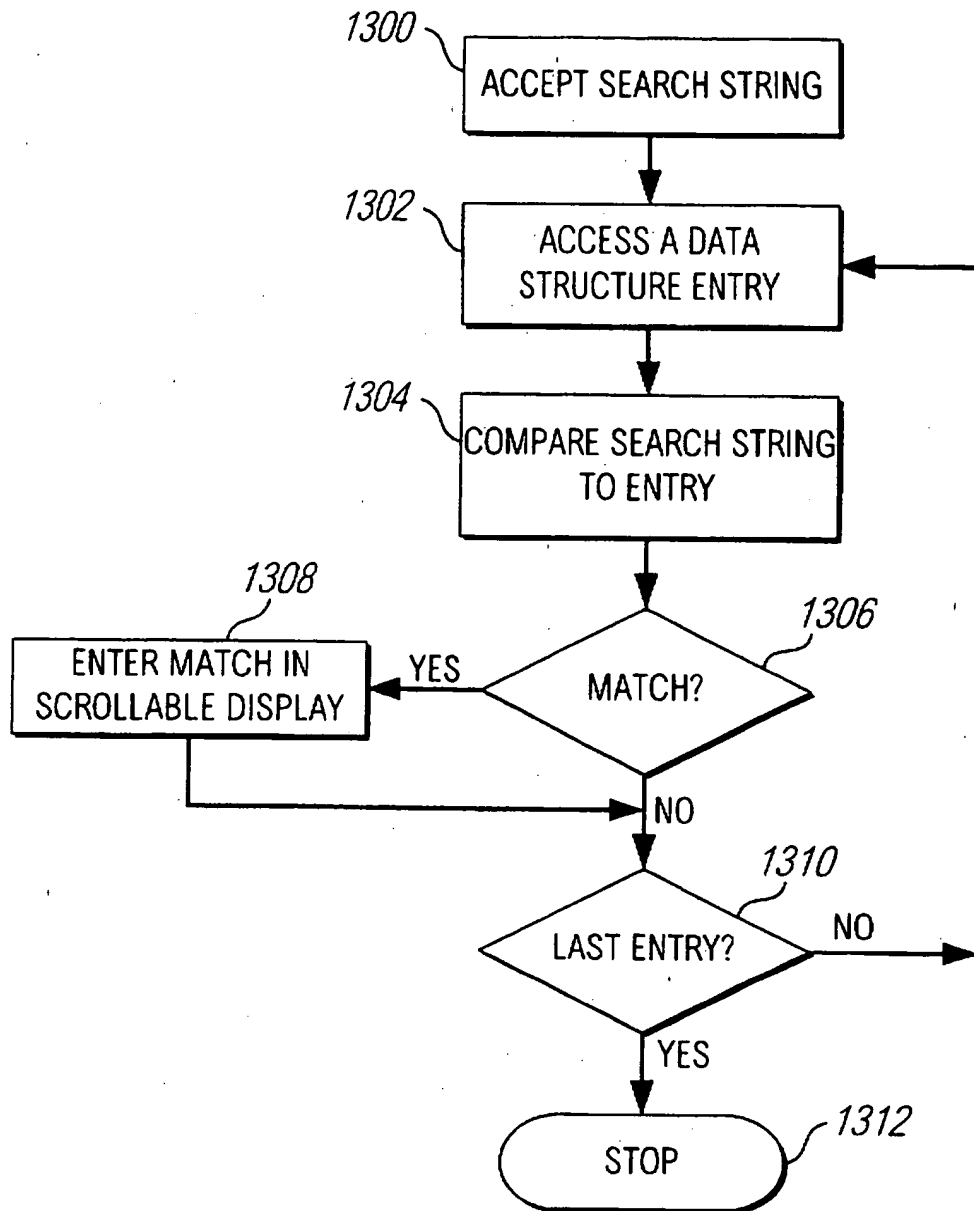 1300
ACCEPT SEARCH STRING
1302
ACCESS A DATA
STRUCTURE ENTRY
1304
COMPARE SEARCH STRING
TO ENTRY
1306
MATCH?
YES
1308
ENTER MATCH IN
SCROLLABLE DISPLAY
NO
1310
LAST ENTRY?
NO
YES
1312
STOP